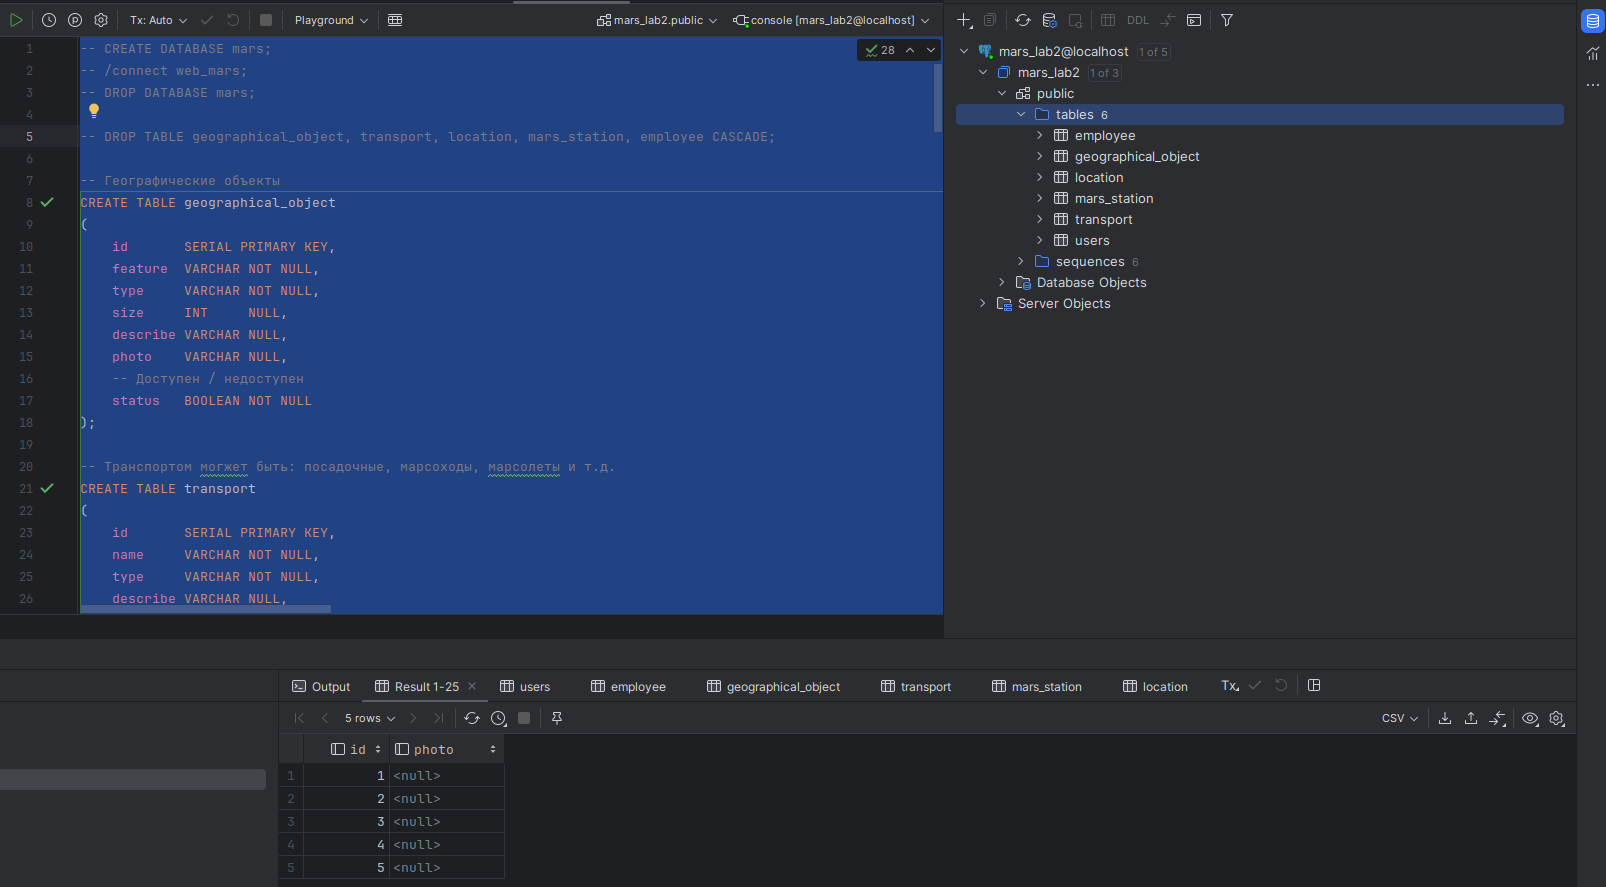 Tx: Auto
Playground
mars_lab2.public
console [mars_lab2@localhost]
DDL
28
1 -- CREATE DATABASE mars;
2 -- /connect web_mars;
3 -- DROP DATABASE mars;
4
5 -- DROP TABLE geographical_object, transport, location, mars_station, employee CASCADE;
6
7 -- Географические объекты
8 CREATE TABLE geographical_object
9 (
10 id SERIAL PRIMARY KEY,
11 feature VARCHAR NOT NULL,
12 type VARCHAR NOT NULL,
13 size INT NULL,
14 describe VARCHAR NULL,
15 photo VARCHAR NULL,
16 -- Доступен / недоступен
17 status BOOLEAN NOT NULL
18 );
19
20 -- Транспортом могжет быть: посадочные, марсоходы, марсолеты и т.д.
21 CREATE TABLE transport
22 (
23 id SERIAL PRIMARY KEY,
24 name VARCHAR NOT NULL,
25 type VARCHAR NOT NULL,
26 describe VARCHAR NULL,
mars_lab2@localhost 1 of 5
mars_lab2 1 of 3
public
tables 6
employee
geographical_object
location
mars_station
transport
users
sequences 6
Database Objects
Server Objects
Output
Result 1-25
users
employee
geographical_object
transport
mars_station
location
Tx
5 rows
CSV
id photo
1 1 <null>
2 2 <null>
3 3 <null>
4 4 <null>
5 5 <null>